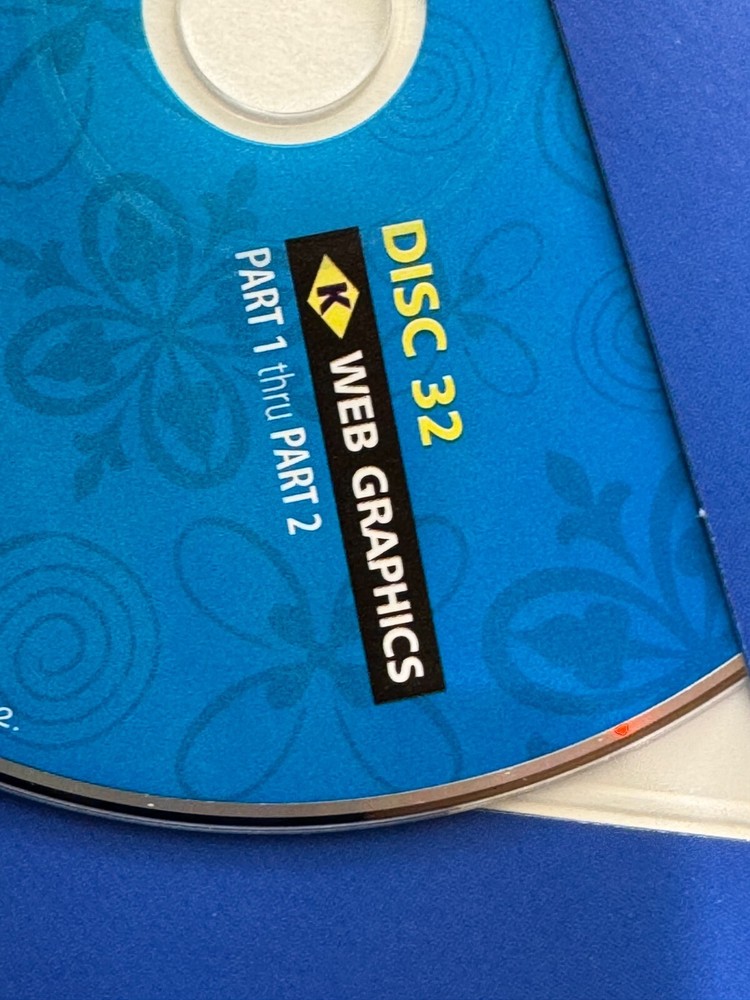 DISC 32
K WEB GRAPHICS
PART 1 thru PART 2